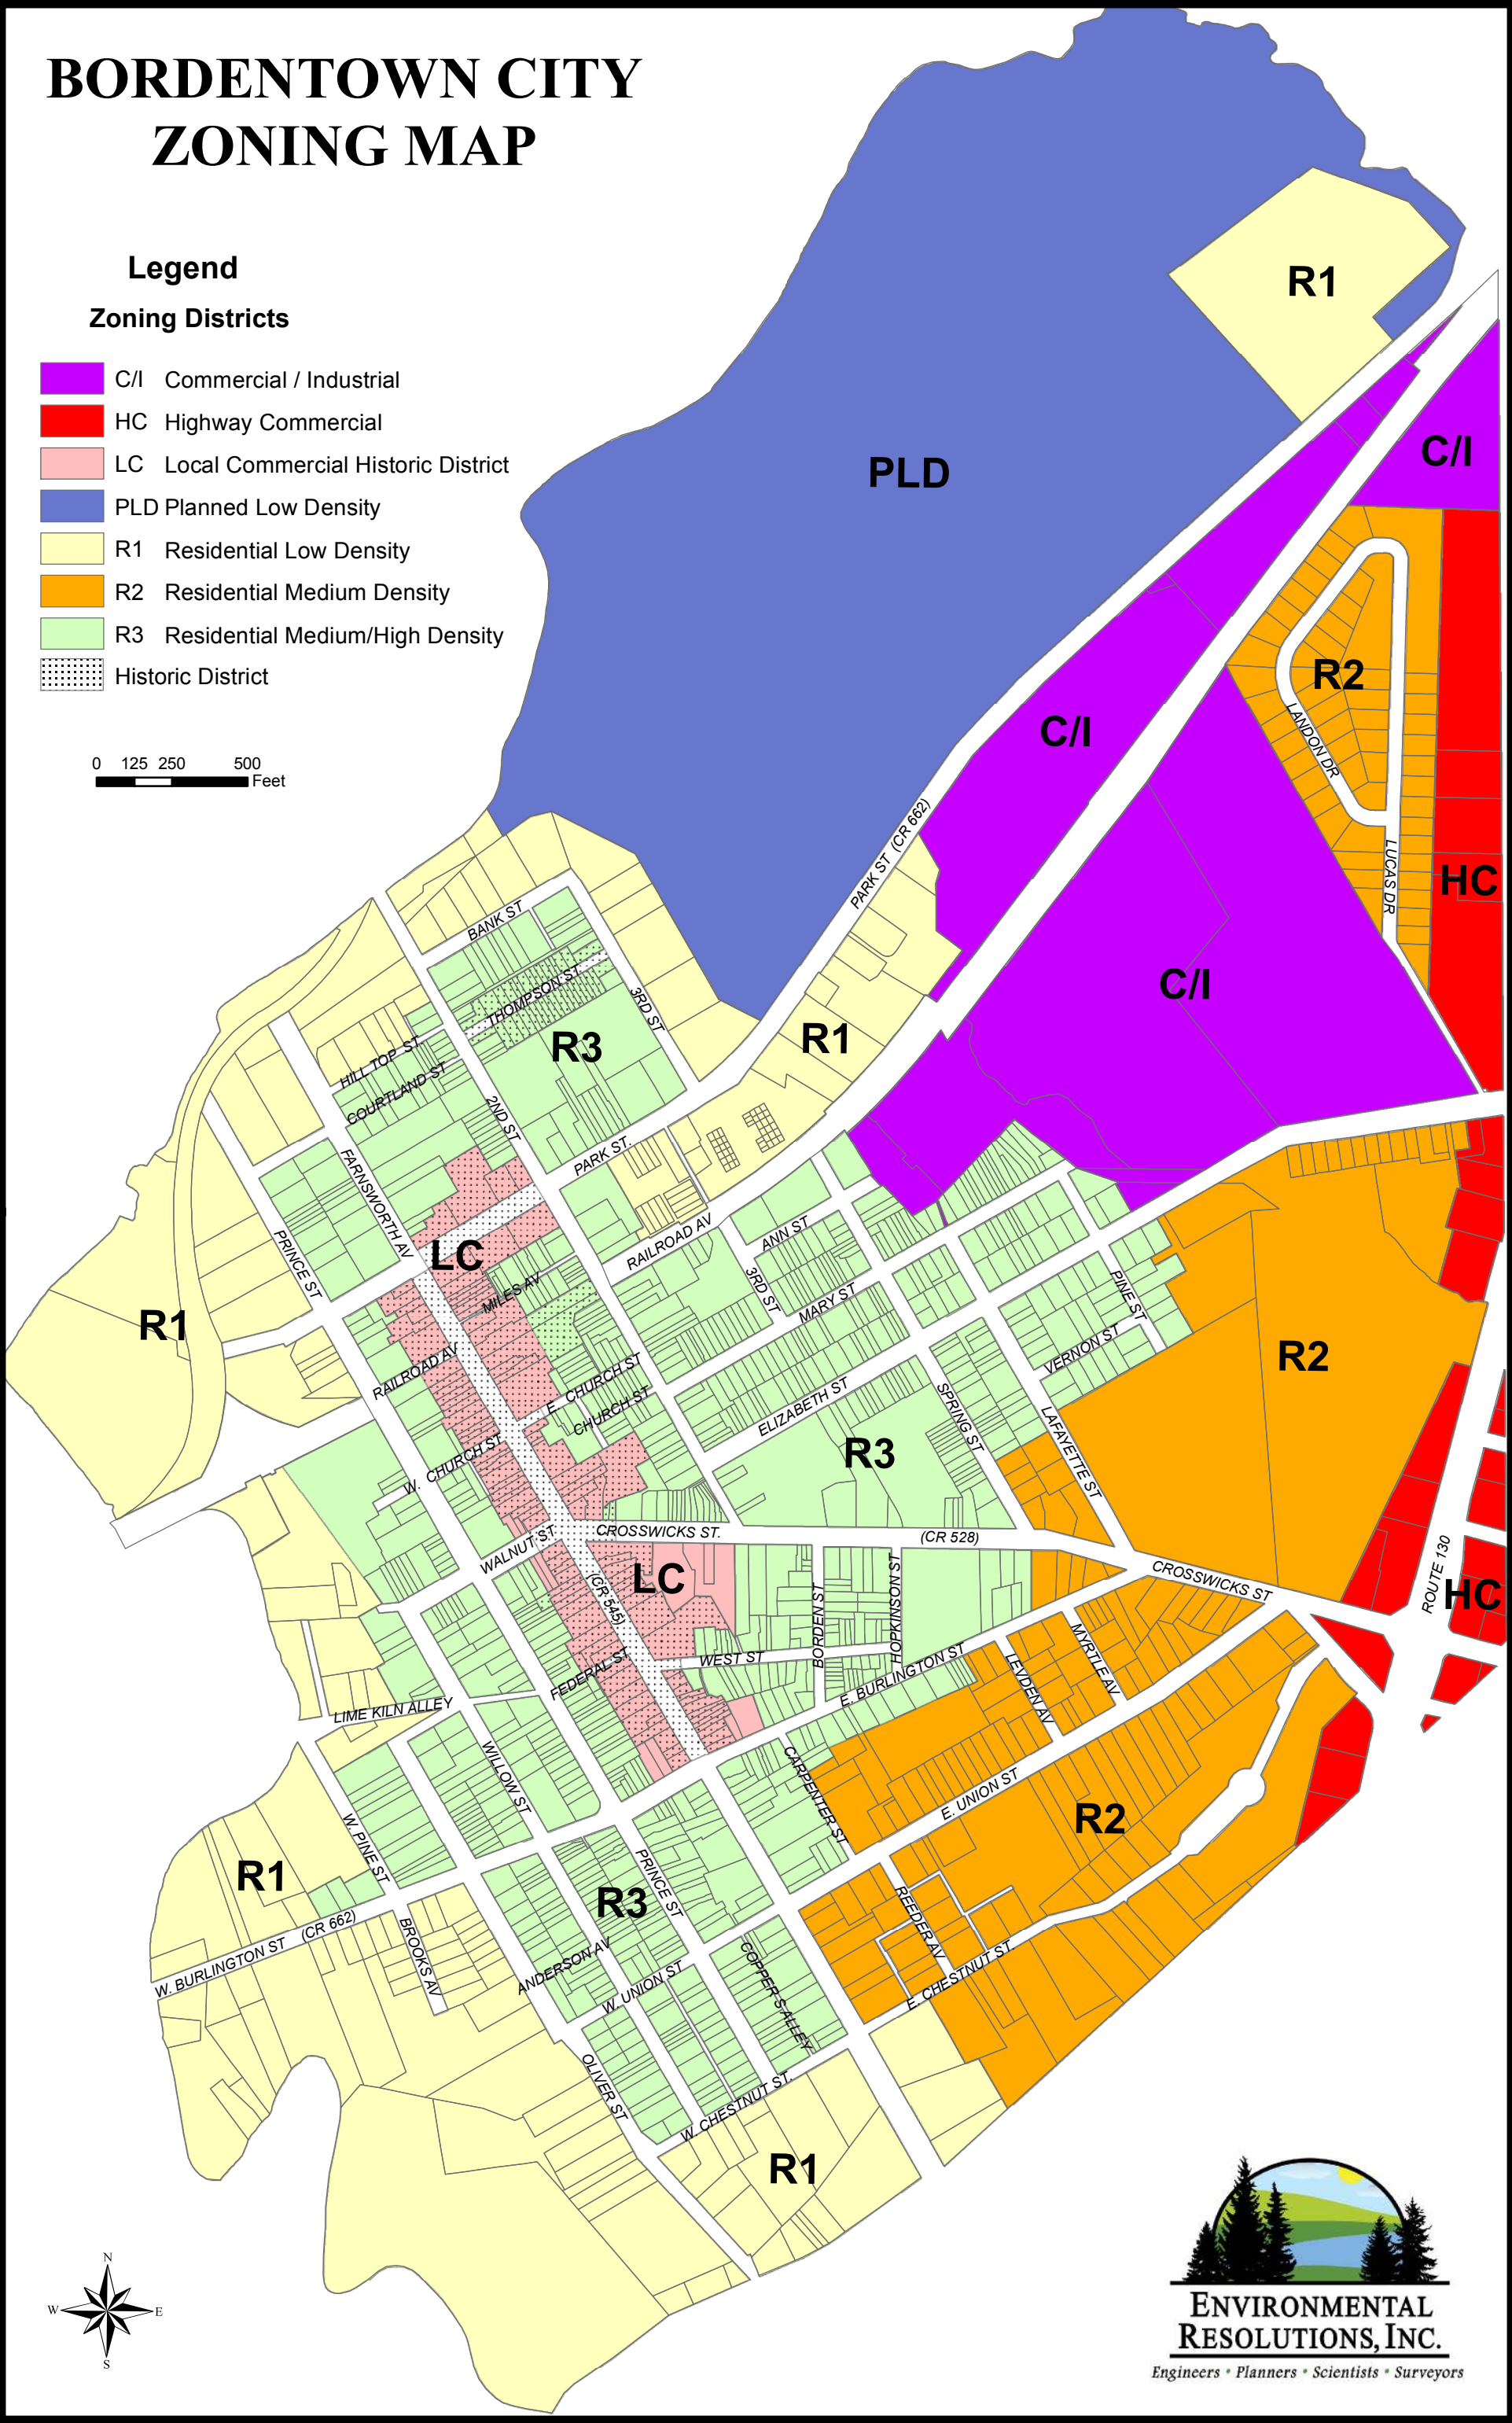 BORDENTOWN CITY
ZONING MAP
Legend
Zoning Districts
C/I Commercial / Industrial
HC Highway Commercial
LC Local Commercial Historic District
PLD Planned Low Density
R1 Residential Low Density
R2 Residential Medium Density
R3 Residential Medium/High Density
Historic District
0 125 250 500
Feet
R1
C/I
PLD
R2
C/I
LANDON DR
PARK ST (CR 662)
LUCAS DR
HC
BANK ST
C/I
THOMPSON ST
3RD ST
R1
R3
HILL TOP ST
COURTLAND ST
2ND ST
PARK ST.
FARNSWORTH AV
RAILROAD AV
ANN ST
PRINCE ST
LC
3RD ST
MILES AV
MARY ST
PINE ST
R1
VERNON ST
R2
RAILROAD AV
E. CHURCH ST
CHURCH ST
ELIZABETH ST
SPRING ST
LAFAYETTE ST
R3
W. CHURCH ST
WALNUT ST
CROSSWICKS ST.
(CR 528)
LC
(CR 545)
BORDEN ST
HOPKINSON ST
CROSSWICKS ST
ROUTE 130
HC
WEST ST
FEDERAL ST
E. BURLINGTON ST
LEYDEN AV
MYRTLE AV
LIME KILN ALLEY
WILLOW ST
CARPENTER ST
E. UNION ST
R2
W. PINE ST
R1
PRINCE ST
R3
REEDER AV
W. BURLINGTON ST (CR 662)
BROOKS AV
ANDERSON AV
W. UNION ST
COPPER S ALLEY
E. CHESTNUT ST.
OLIVER ST
W. CHESTNUT ST.
R1
N
W
E
S
ENVIRONMENTAL
RESOLUTIONS, INC.
Engineers • Planners • Scientists • Surveyors